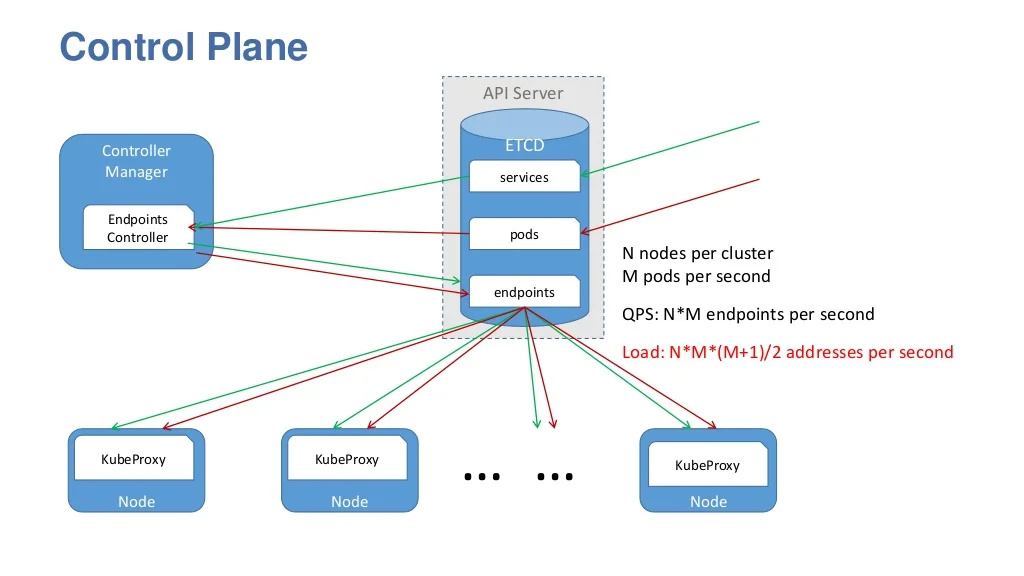 Control Plane
API Server
ETCD
services
pods
endpoints
Controller
Manager
Endpoints
Controller
N nodes per cluster
M pods per second
QPS: N*M endpoints per second
Load: N*M*(M+1)/2 addresses per second
KubeProxy
Node
KubeProxy
Node
... ...
KubeProxy
Node